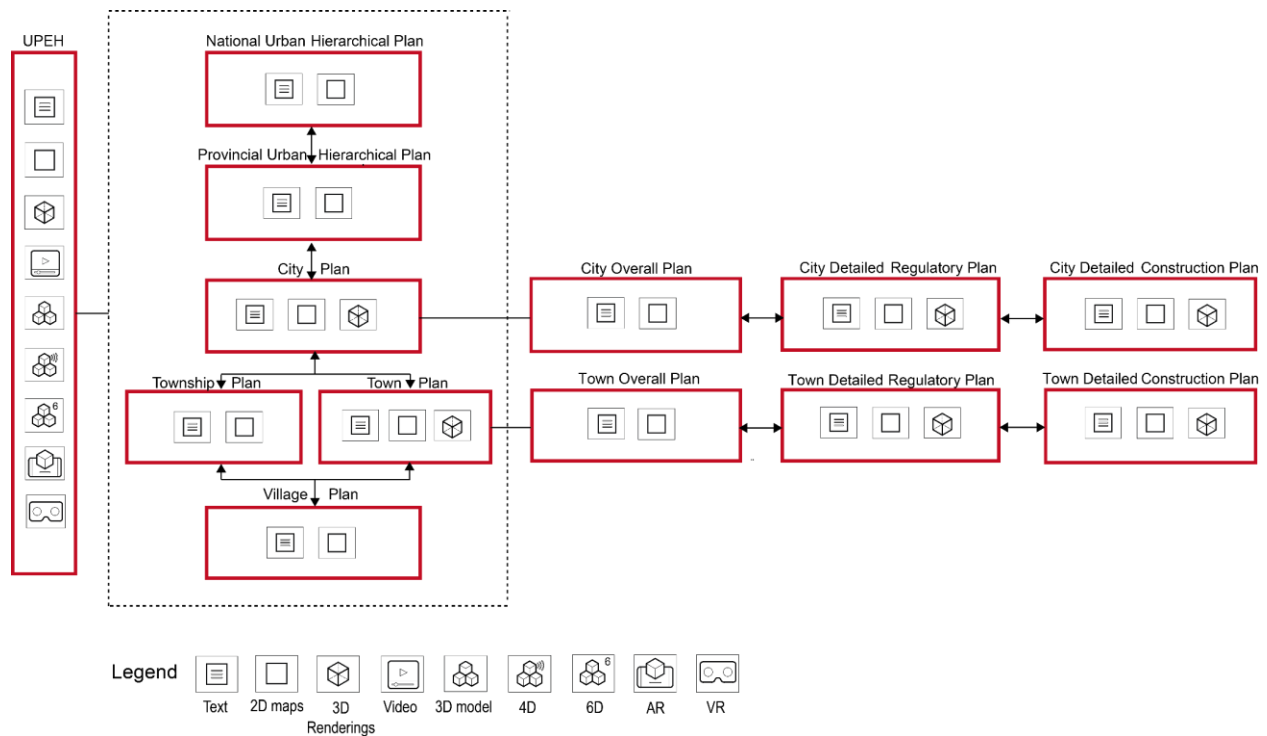 UPEH
National Urban Hierarchical Plan
Provincial Urban Hierarchical Plan
City Plan
City Overall Plan
City Detailed Regulatory Plan
City Detailed Construction Plan
Township Plan
Town Plan
Town Overall Plan
Town Detailed Regulatory Plan
Town Detailed Construction Plan
Village Plan
6
Legend
6
Text
2D maps
3D
Renderings
Video
3D model
4D
6D
AR
VR